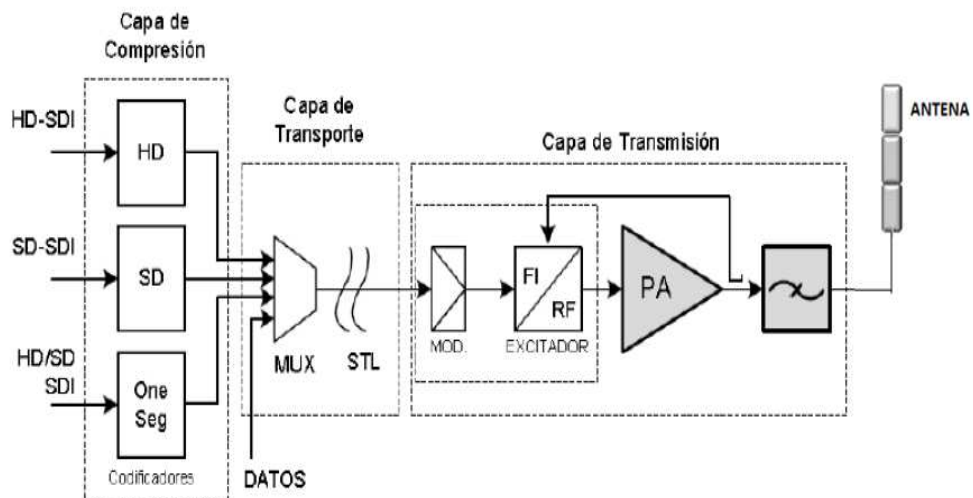 Capa de
Compresión
HD-SDI
HD
SD-SDI
SD
HD/SD
SDI
One
Seg
Codificadores
Capa de
Transporte
MUX
STL
DATOS
Capa de Transmisión
MOD.
FI
RF
EXCITADOR
PA
ANTENA